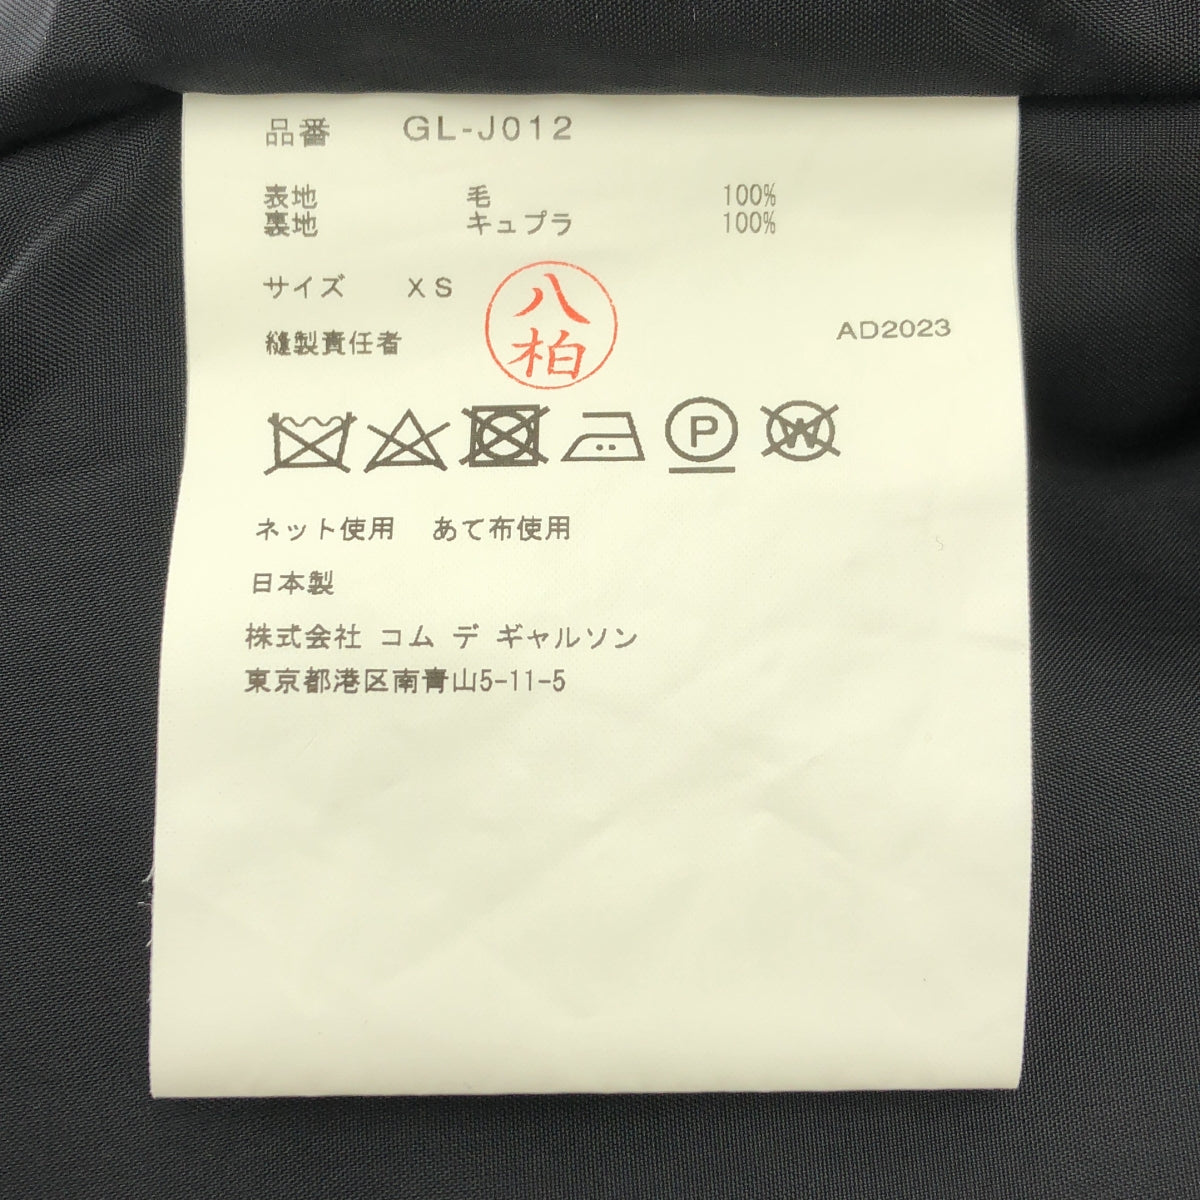 品番 GL-J012
表地 毛 100%
裏地 キュプラ 100%
サイズ XS
八柏
縫製責任者
AD2023
P W
ネット使用 あて布使用
日本製
株式会社 コム デ ギャルソン
東京都港区南青山5-11-5